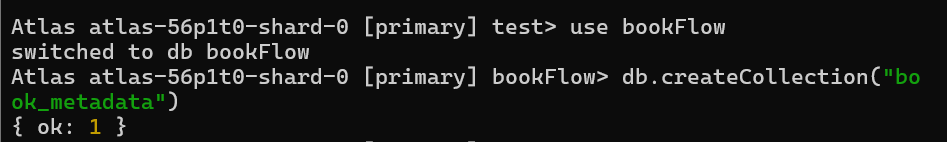 Atlas atlas-56p1t0-shard-0 [primary] test> use bookFlow
switched to db bookFlow
Atlas atlas-56p1t0-shard-0 [primary] bookFlow> db.createCollection("bo
ok_metadata")
{ ok: 1 }